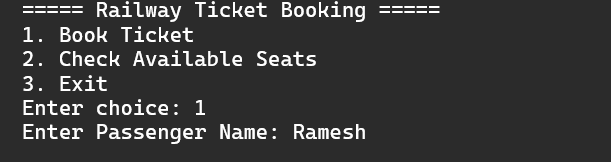 ===== Railway Ticket Booking =====
1. Book Ticket
2. Check Available Seats
3. Exit
Enter choice: 1
Enter Passenger Name: Ramesh